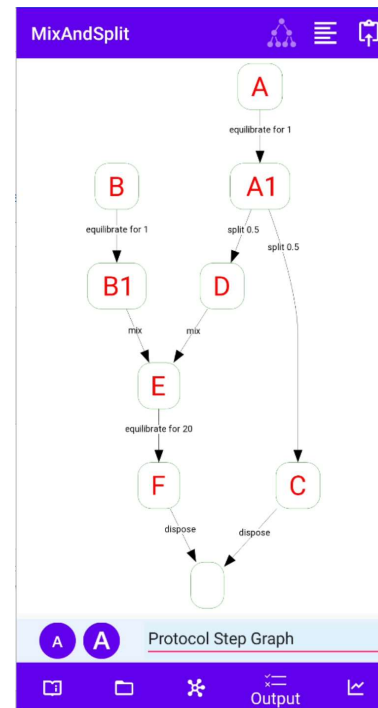 MixAndSplit
A
equilibrate for 1
B
A1
equilibrate for 1
split 0.5
split 0.5
B1
D
mix
mix
E
equilibrate for 20
F
C
dispose
dispose
A
A
Protocol Step Graph
Output